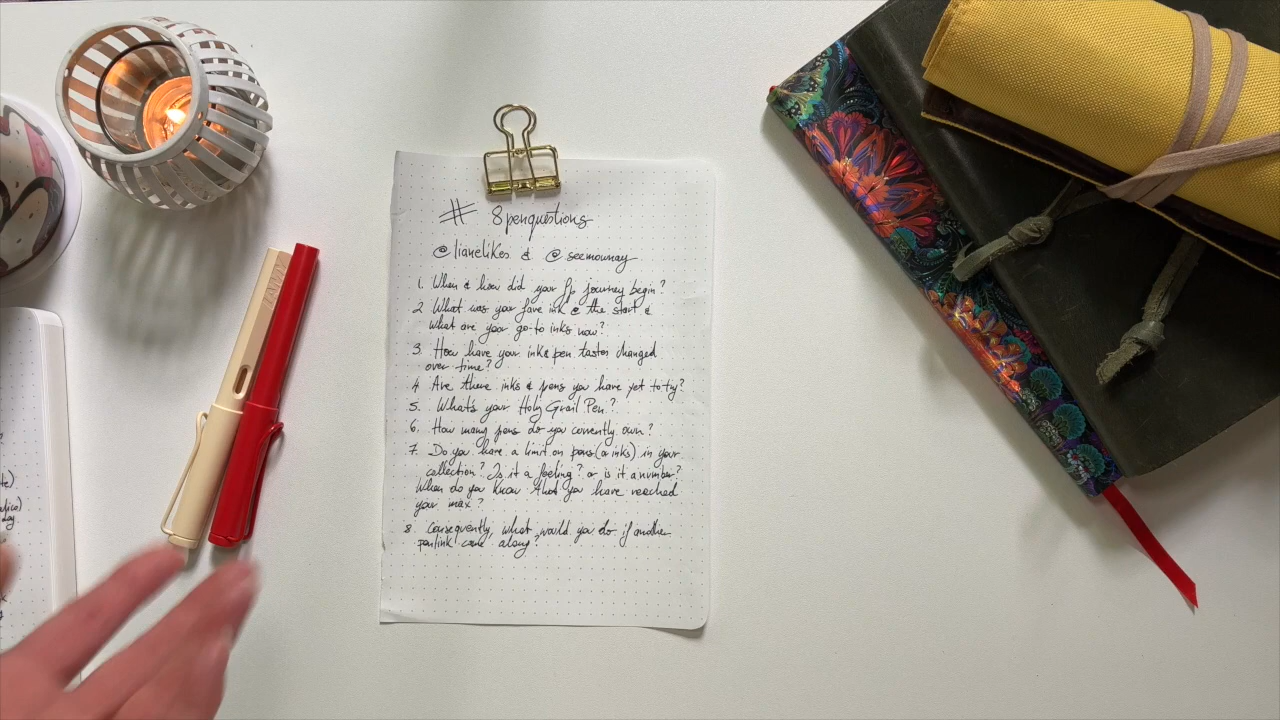 # 8penquestions
@lianelikes & @seemownay
1. When & how did your fp journey begin?
2 What was your fave ink @ the start &
what are your go-to inks now?
3. How have your ink & pen tastes changed
over time?
4 Are there inks & pens you have yet to try?
5. What's your Holy Grail Pen?
6. How many pens do you currently own?
7. Do you have a limit on pens (or inks) in your
collection? Is it a feeling? or is it a number?
When do you know that you have reached
your max?
8. Consequently, what would you do if another
pen/ink came along?
LAMY
day